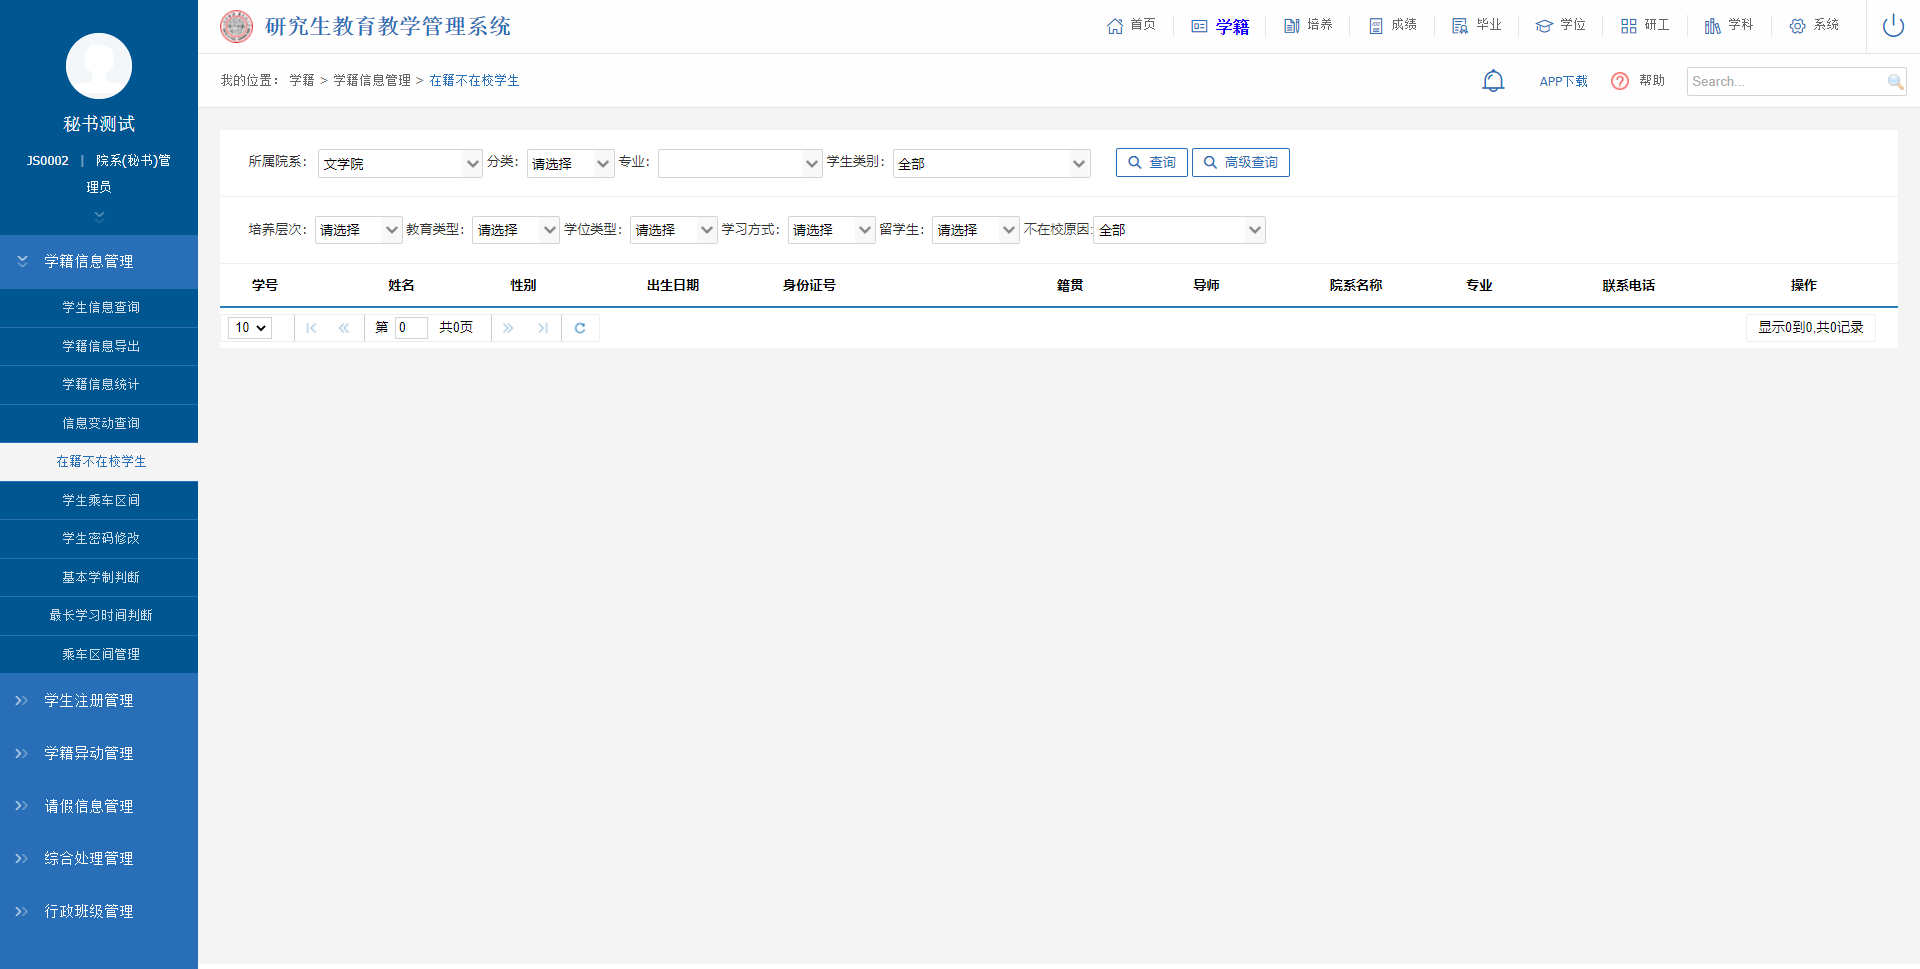 研究生教育教学管理系统
首页
学籍
培养
成绩
毕业
学位
研工
学科
系统
秘书测试
JS0002 | 院系(秘书)管
理员
我的位置： 学籍 > 学籍信息管理 > 在籍不在校学生
APP下载
帮助
Search...
学籍信息管理
学生信息查询
学籍信息导出
学籍信息统计
信息变动查询
在籍不在校学生
学生乘车区间
学生密码修改
基本学制判断
最长学习时间判断
乘车区间管理
学生注册管理
学籍异动管理
请假信息管理
综合处理管理
行政班级管理
所属院系： 文学院 分类： 请选择 专业： 学生类别： 全部 查询 高级查询
培养层次： 请选择 教育类型： 请选择 学位类型： 请选择 学习方式： 请选择 留学生： 请选择 不在校原因: 全部
学号 姓名 性别 出生日期 身份证号 籍贯 导师 院系名称 专业 联系电话 操作
10 第 0 共0页 显示0到0,共0记录